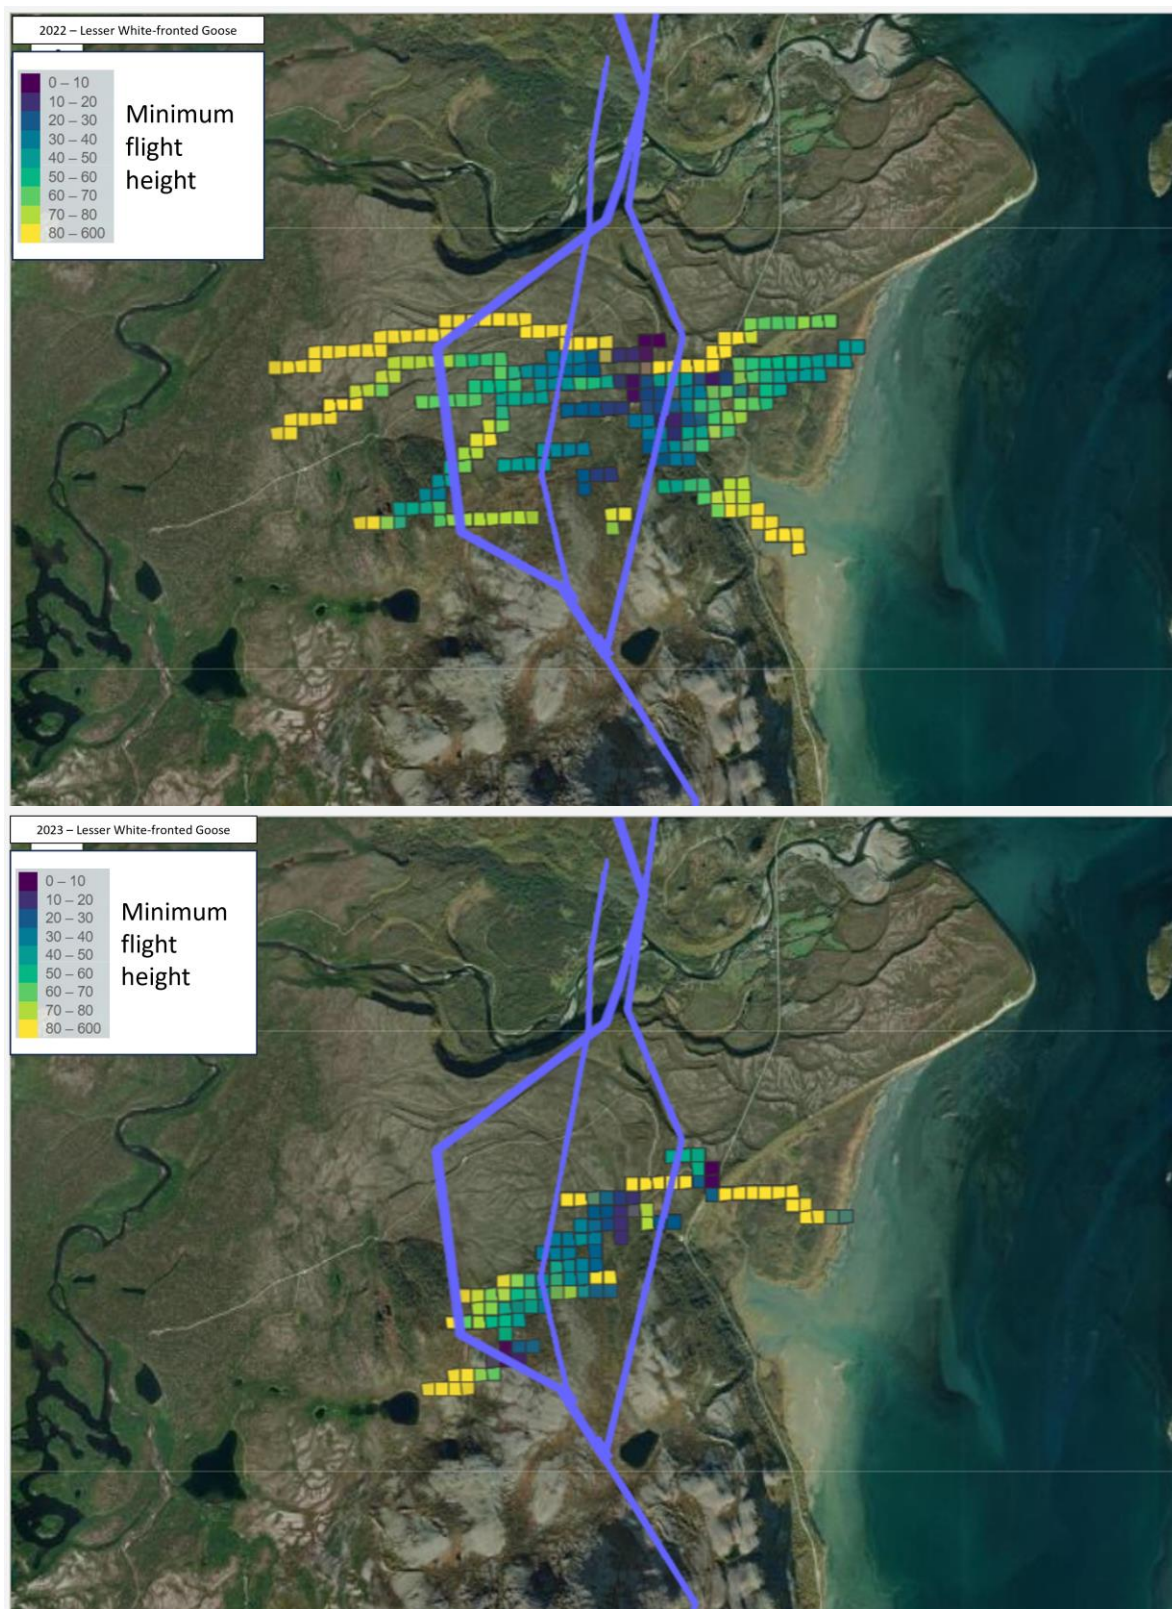 2022 – Lesser White-fronted Goose
0 – 10
10 – 20
20 – 30
30 – 40
40 – 50
50 – 60
60 – 70
70 – 80
80 – 600
Minimum
flight
height
2023 – Lesser White-fronted Goose
0 – 10
10 – 20
20 – 30
30 – 40
40 – 50
50 – 60
60 – 70
70 – 80
80 – 600
Minimum
flight
height